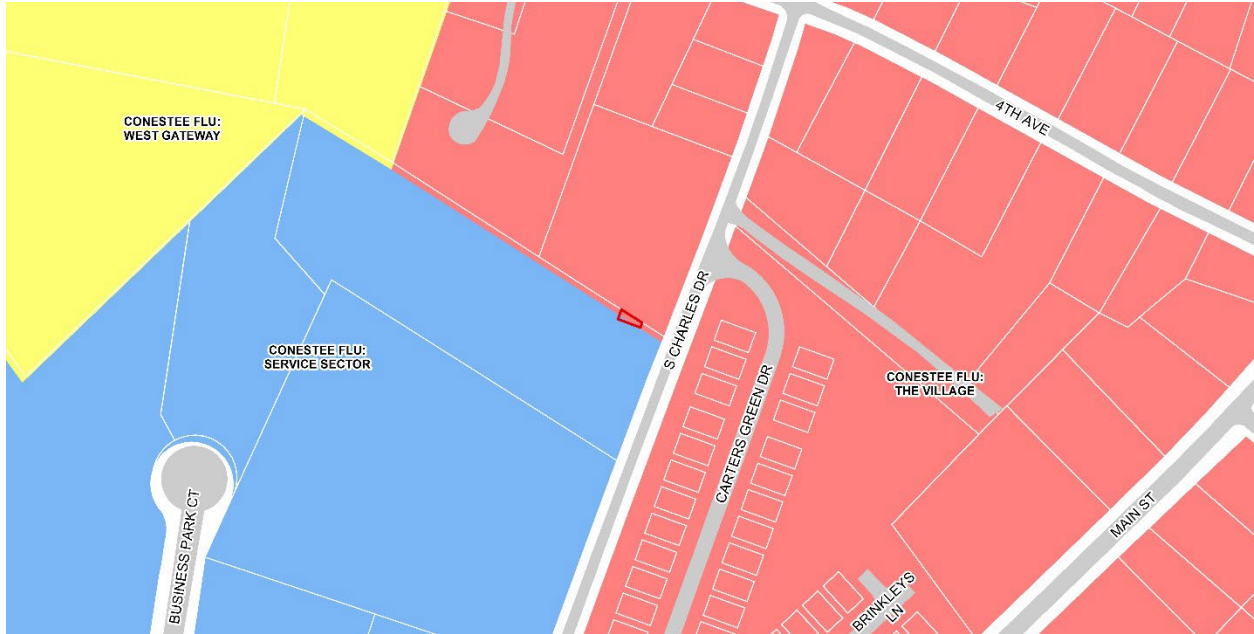 4TH AVE
CONESTEE FLU:
WEST GATEWAY
S CHARLES DR
CONESTEE FLU:
SERVICE SECTOR
CONESTEE FLU:
THE VILLAGE
CARTERS GREEN DR
MAIN ST
BUSINESS PARK CT
BRINKLEYS
LN